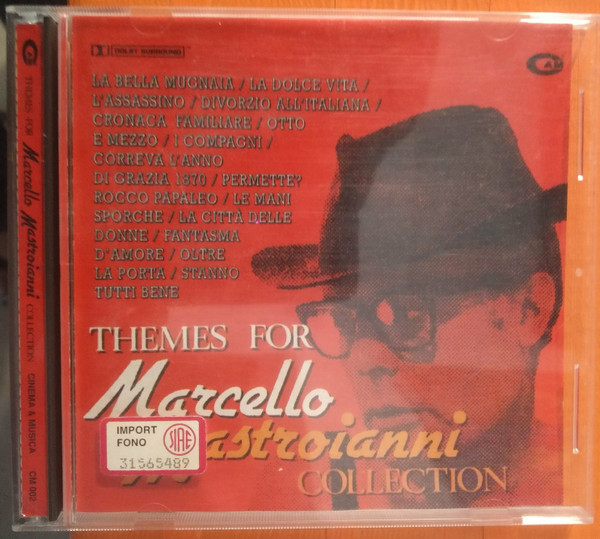 THEMES FOR Marcello Mastroianni COLLECTION CINEMA & MUSICA CM 002
DOLBY SURROUND
CAM
LA BELLA MUGNAIA / LA DOLCE VITA /
L'ASSASSINO / DIVORZIO ALL'ITALIANA /
CRONACA FAMILIARE / OTTO
E MEZZO / I COMPAGNI /
CORREVA L'ANNO
DI GRAZIA 1870 / PERMETTE?
ROCCO PAPALEO / LE MANI
SPORCHE / LA CITTÀ DELLE
DONNE / FANTASMA
D'AMORE / OLTRE
LA PORTA / STANNO
TUTTI BENE
THEMES FOR
Marcello
Mastroianni
COLLECTION
IMPORT
FONO
SIAE
31565489